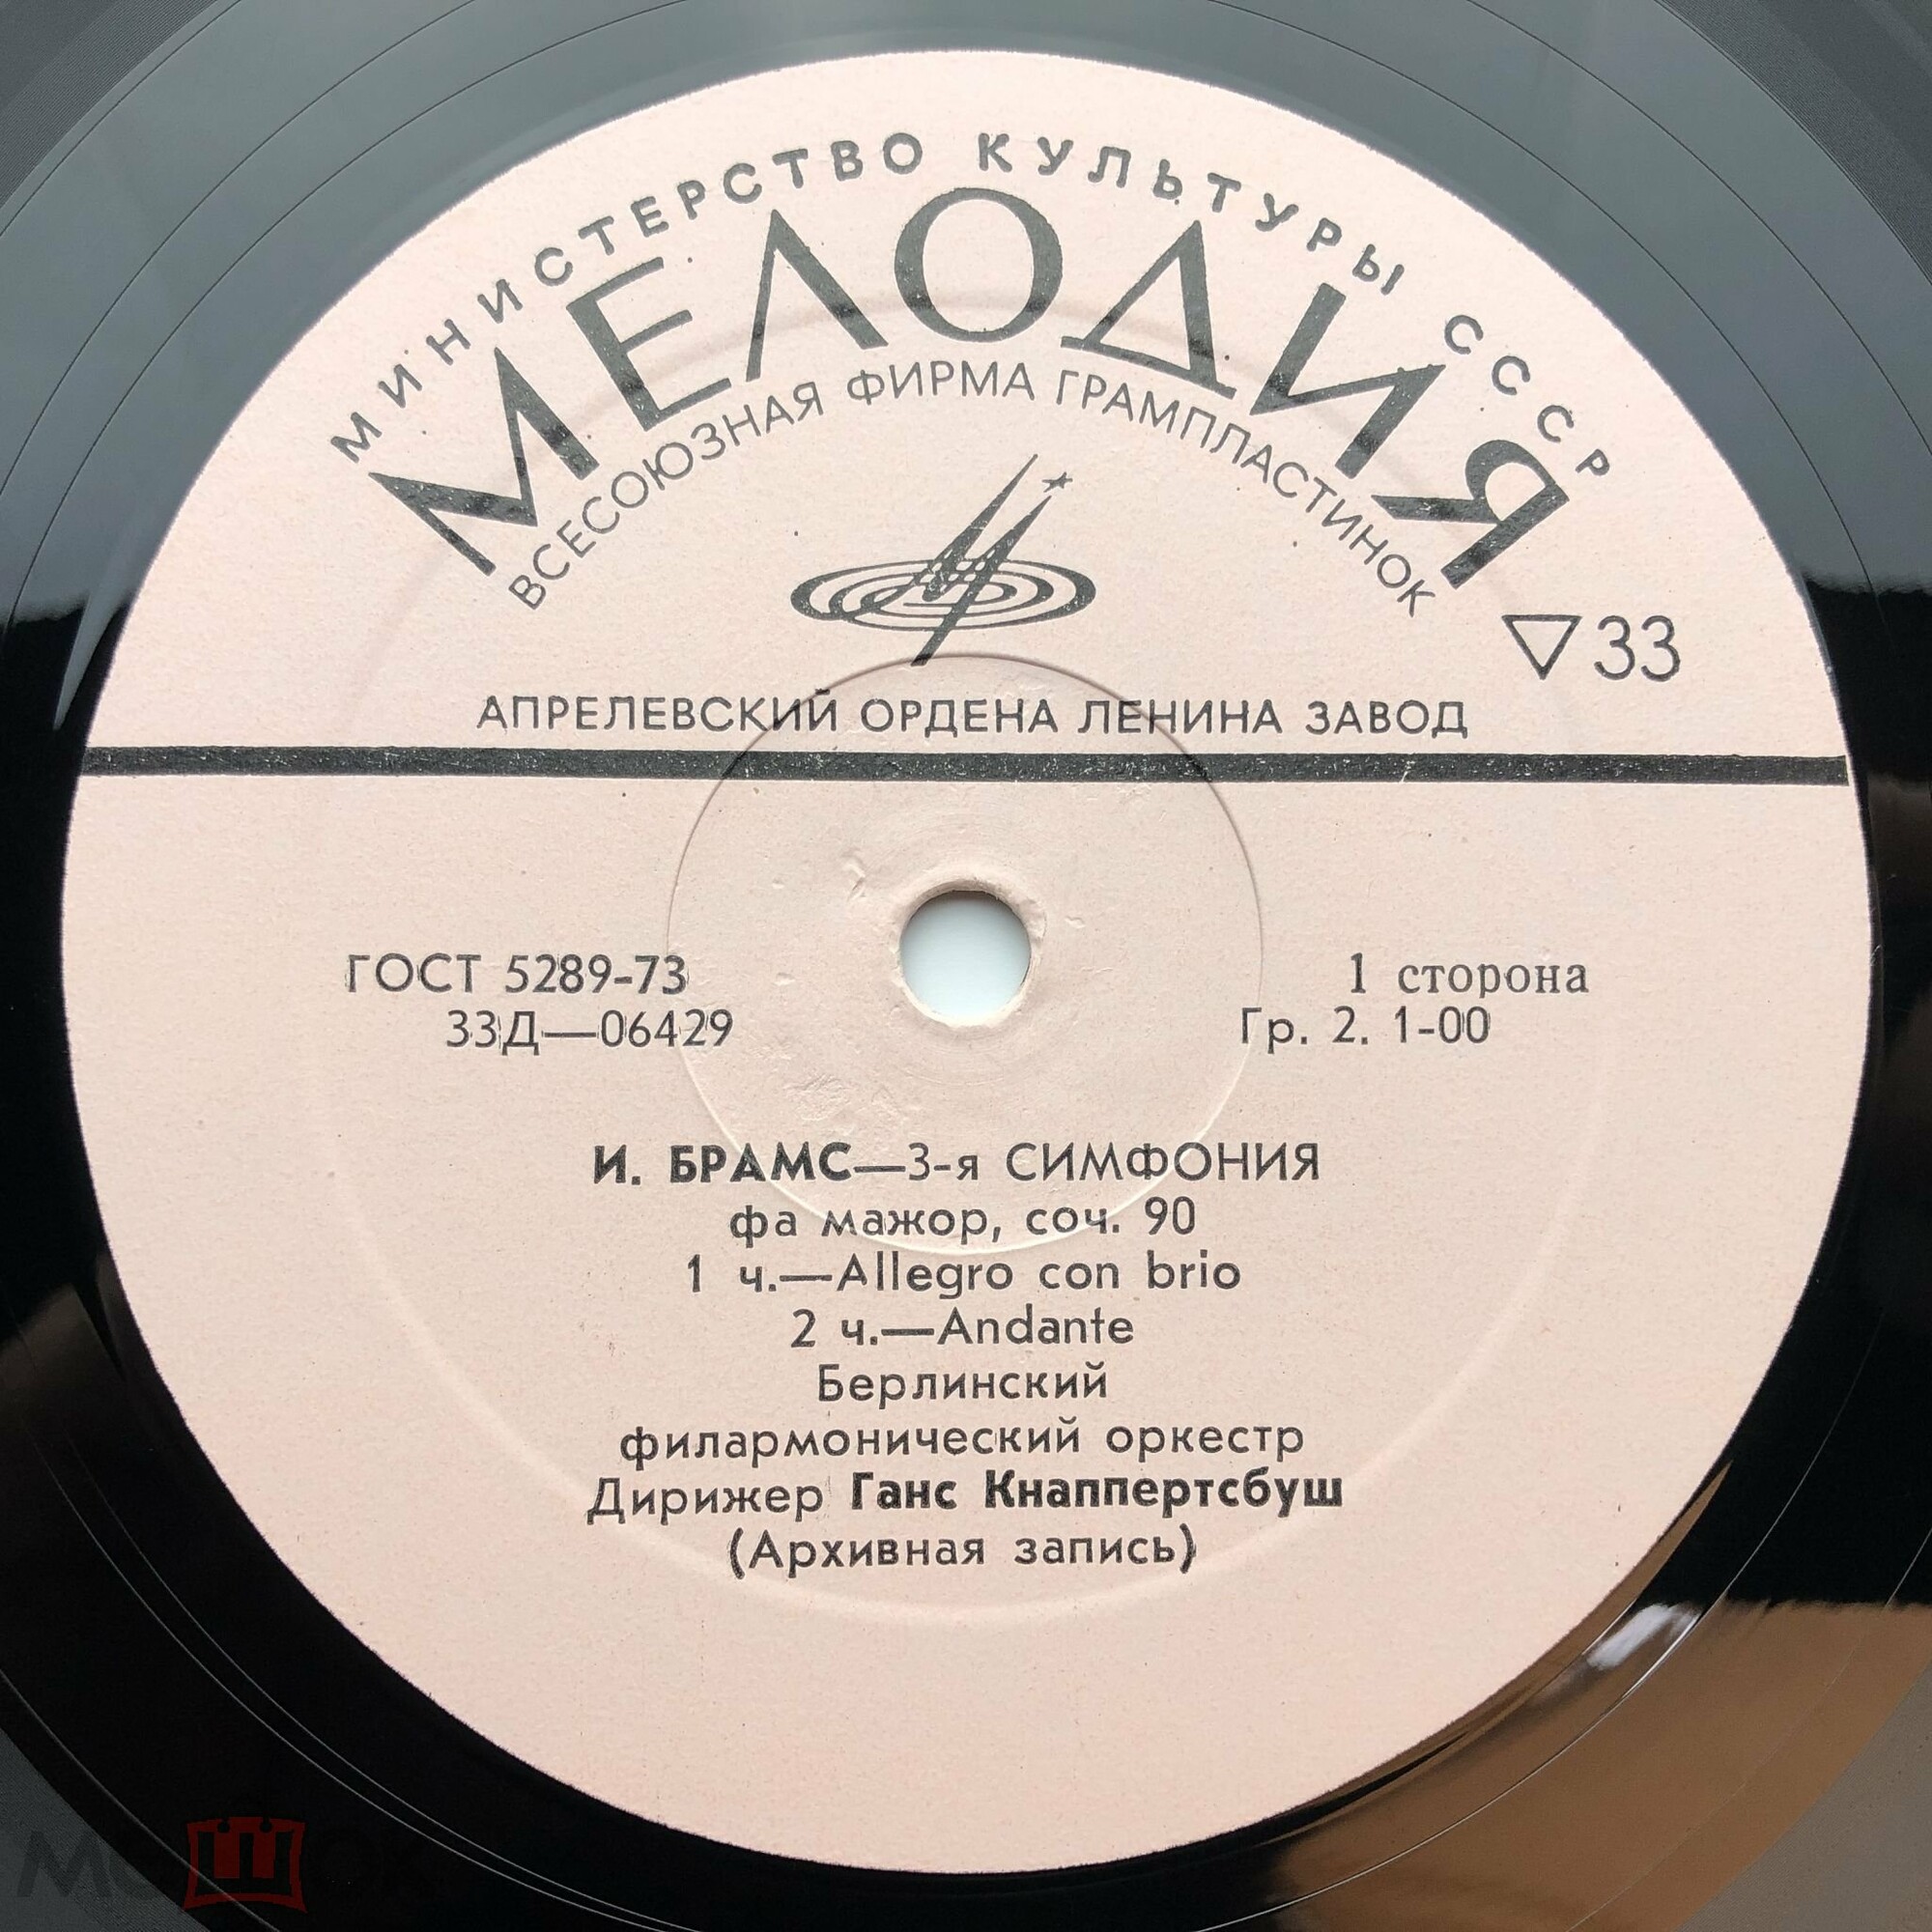 МИНИСТЕРСТВО КУЛЬТУРЫ СССР
МЕЛОДИЯ
ВСЕСОЮЗНАЯ ФИРМА ГРАМПЛАСТИНОК
33
АПРЕЛЕВСКИЙ ОРДЕНА ЛЕНИНА ЗАВОД
ГОСТ 5289-73 1 сторона
33Д—06429 Гр. 2. 1-00
И. БРАМС—3-я СИМФОНИЯ
фа мажор, соч. 90
1 ч.—Allegro con brio
2 ч.—Andante
Берлинский
филармонический оркестр
Дирижер Ганс Кнаппертсбуш
(Архивная запись)
МЕШОК